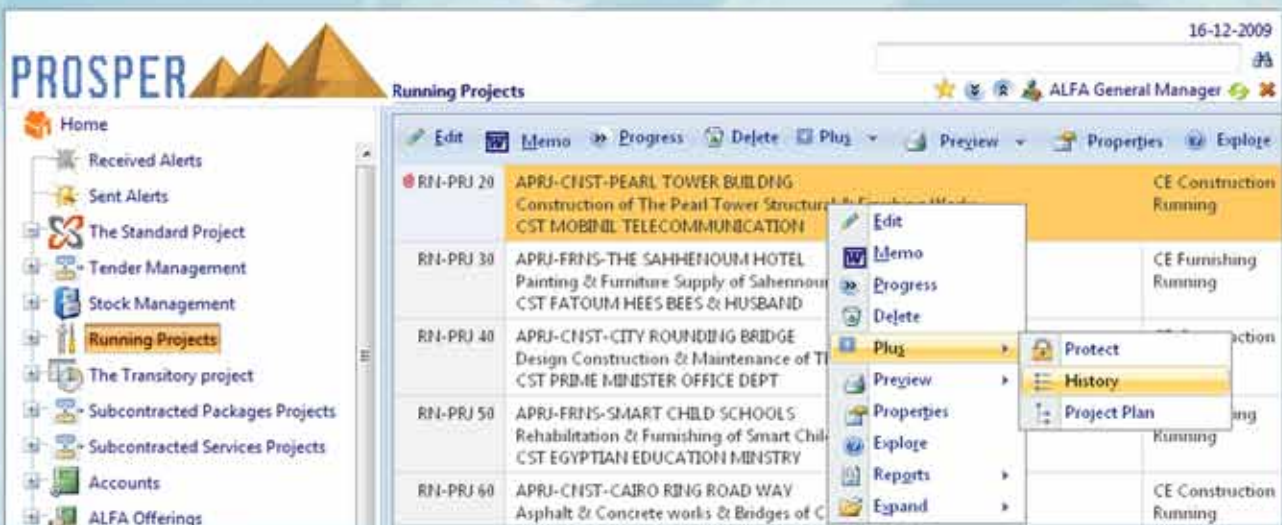 16-12-2009
PROSPER
Running Projects
ALFA General Manager
Home
Received Alerts
Sent Alerts
The Standard Project
Tender Management
Stock Management
Running Projects
The Transitory project
Subcontracted Packages Projects
Subcontracted Services Projects
Accounts
ALFA Offerings
Edit Memo Progress Delete Plus Preview Properties Explore
RN-PRJ 20 APRJ-CNST-PEARL TOWER BUILDNG CE Construction
Construction of The Pearl Tower Structural & Running
CST MOBINIL TELECOMMUNICATION
RN-PRJ 30 APRJ-FRNS-THE SAHHENOUM HOTEL CE Furnishing
Painting & Furniture Supply of Running
CST FATOUM HEES BEES & HUSBAND
RN-PRJ 40 APRJ-CNST-CITY ROUNDING BRIDGE
Design Construction & Maintenance of
CST PRIME MINISTER OFFICE DEPT
RN-PRJ 50 APRJ-FRNS-SMART CHILD SCHOOLS
Rehabilitation & Furnishing of Smart Running
CST EGYPTIAN EDUCATION MINSTRY
RN-PRJ 60 APRJ-CNST-CAIRO RING ROAD WAY CE Construction
Asphalt & Concrete works & Bridges of Running
Edit
Memo
Progress
Delete
Plus
Preview
Properties
Explore
Reports
Expand
Protect
History
Project Plan